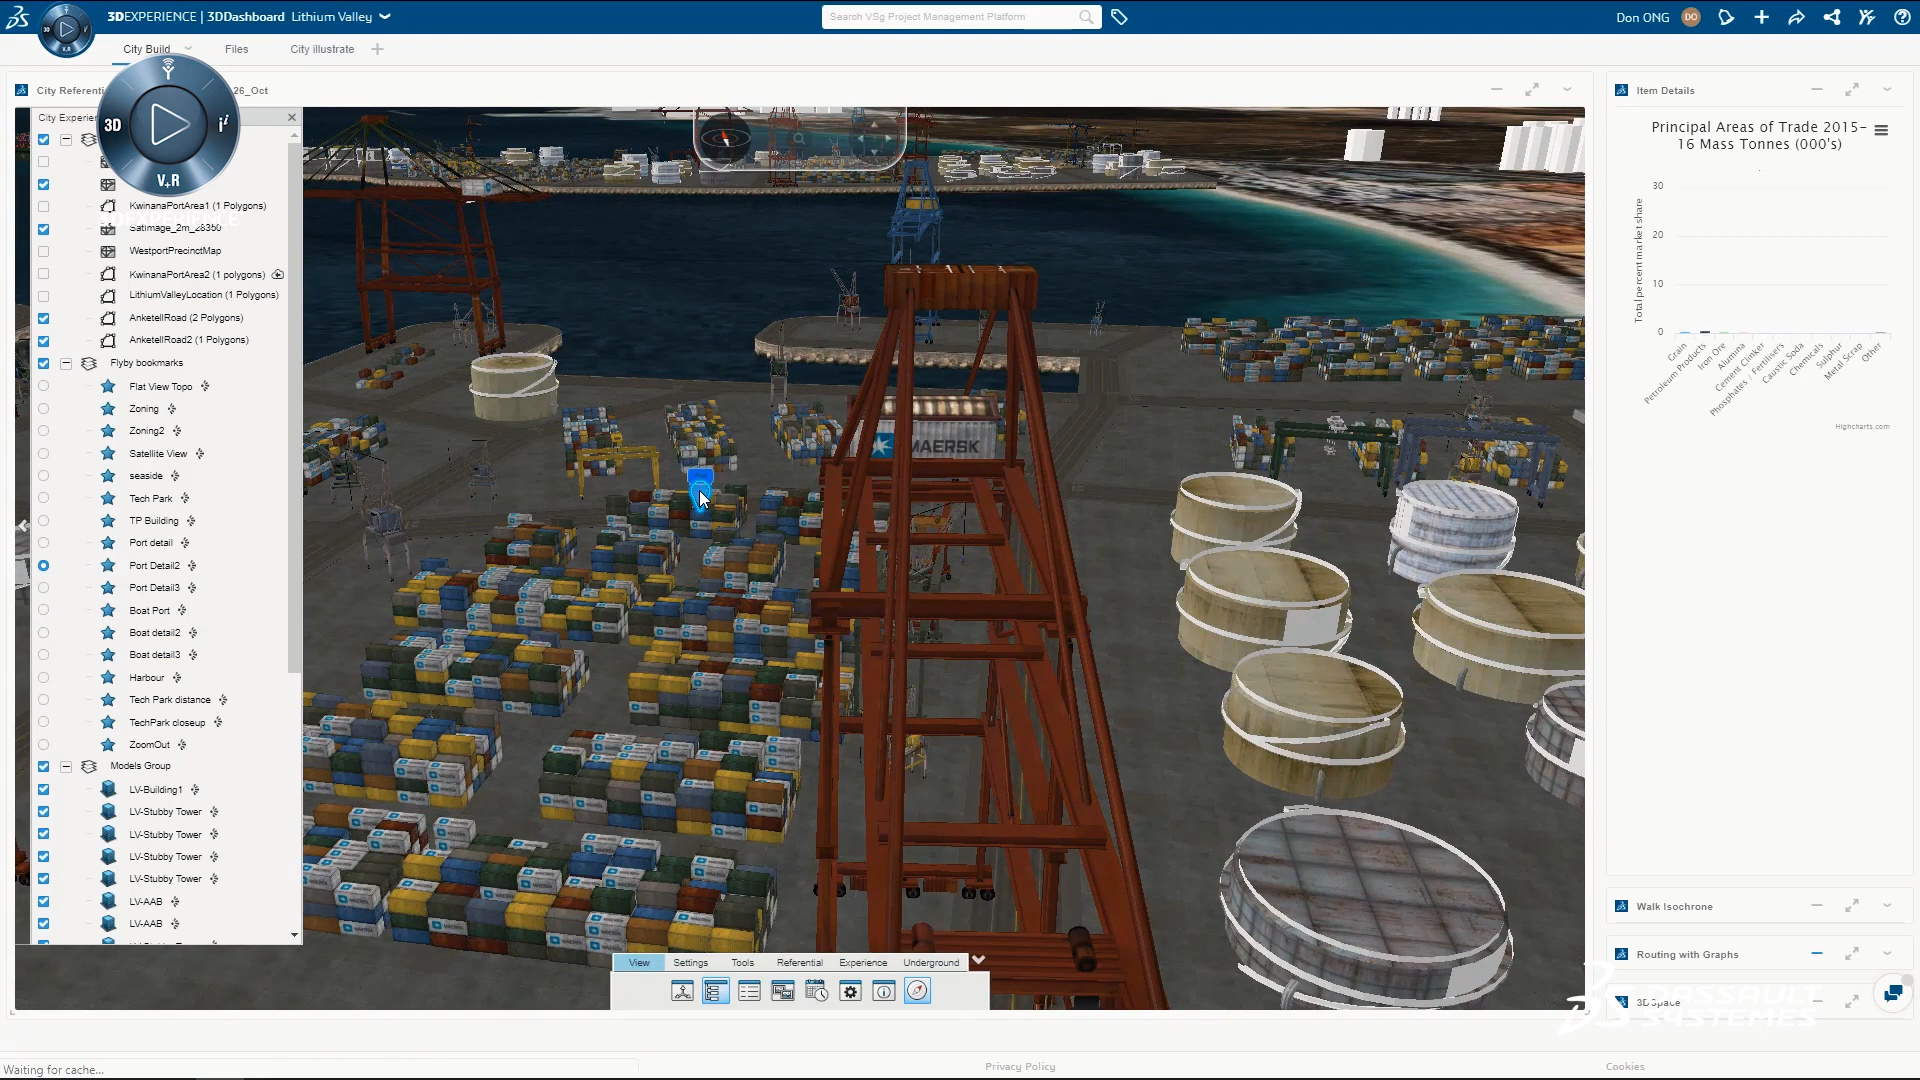 3DEXPERIENCE | 3DDashboard Lithium Valley
Search VSg Project Management Platform
Don ONG
DO
City Build
Files
City illustrate
City Referenti
26_Oct
Item Details
City Experien
3D
V+R
3DEXPERIENCE
KwinanaPortArea1 (1 Polygons)
SatImage_2m_28350
WestportPrecinctMap
KwinanaPortArea2 (1 polygons)
LithiumValleyLocation (1 Polygons)
AnketellRoad (2 Polygons)
AnketellRoad2 (1 Polygons)
Flyby bookmarks
Flat View Topo
Zoning
Zoning2
Satellite View
seaside
Tech Park
TP Building
Port detail
Port Detail2
Port Detail3
Boat Port
Boat detail2
Boat detail3
Harbour
Tech Park distance
TechPark closeup
ZoomOut
Models Group
LV-Building1
LV-Stubby Tower
LV-Stubby Tower
LV-Stubby Tower
LV-Stubby Tower
LV-AAB
LV-AAB
MAERSK
View
Settings
Tools
Referential
Experience
Underground
Principal Areas of Trade 2015-
16 Mass Tonnes (000's)
Total percent market share
30
20
10
0
Grain
Petroleum Products
Iron Ore
Alumina
Cement Clinker
Phosphates / Fertilisers
Caustic Soda
Chemicals
Sulphur
Metal Scrap
Other
Highcharts.com
Walk Isochrone
Routing with Graphs
3DSpace
DASSAULT
SYSTEMES
Waiting for cache...
Privacy Policy
Cookies